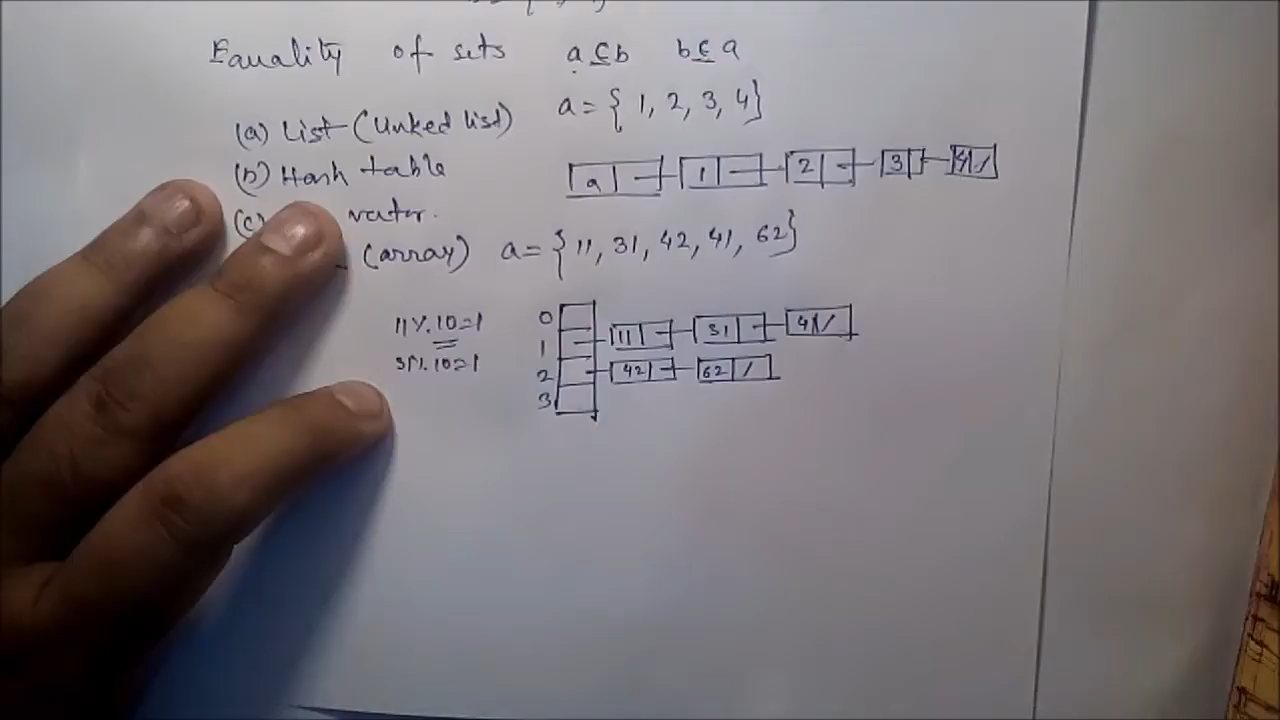 Equality of sets a ⊆ b b ⊆ a
(a) List (Linked list) a = { 1, 2, 3, 4}
(b) Hash table
a 1 2 3 4 /
(c) vector.
(array) a = { 11, 31, 42, 41, 62}
11 % 10 = 1
31 % 10 = 1
0
1 11 31 41 /
2 42 62 /
3